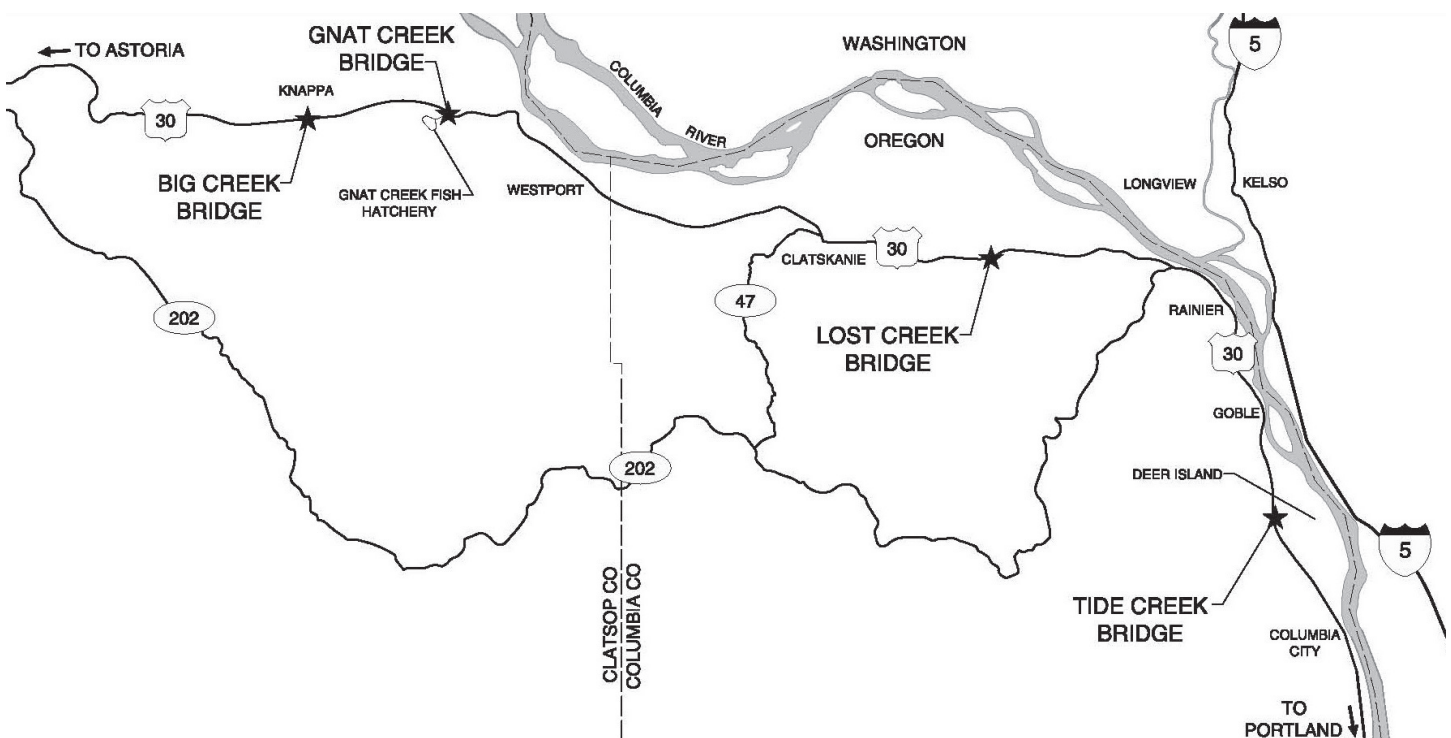 TO ASTORIA
GNAT CREEK
BRIDGE
WASHINGTON
5
COLUMBIA
RIVER
KNAPPA
30
OREGON
BIG CREEK
BRIDGE
GNAT CREEK FISH
HATCHERY
WESTPORT
LONGVIEW
KELSO
CLATSKANIE
30
47
202
LOST CREEK
BRIDGE
RAINIER
30
GOBLE
202
DEER ISLAND
5
CLATSOP CO
COLUMBIA CO
TIDE CREEK
BRIDGE
COLUMBIA
CITY
TO
PORTLAND